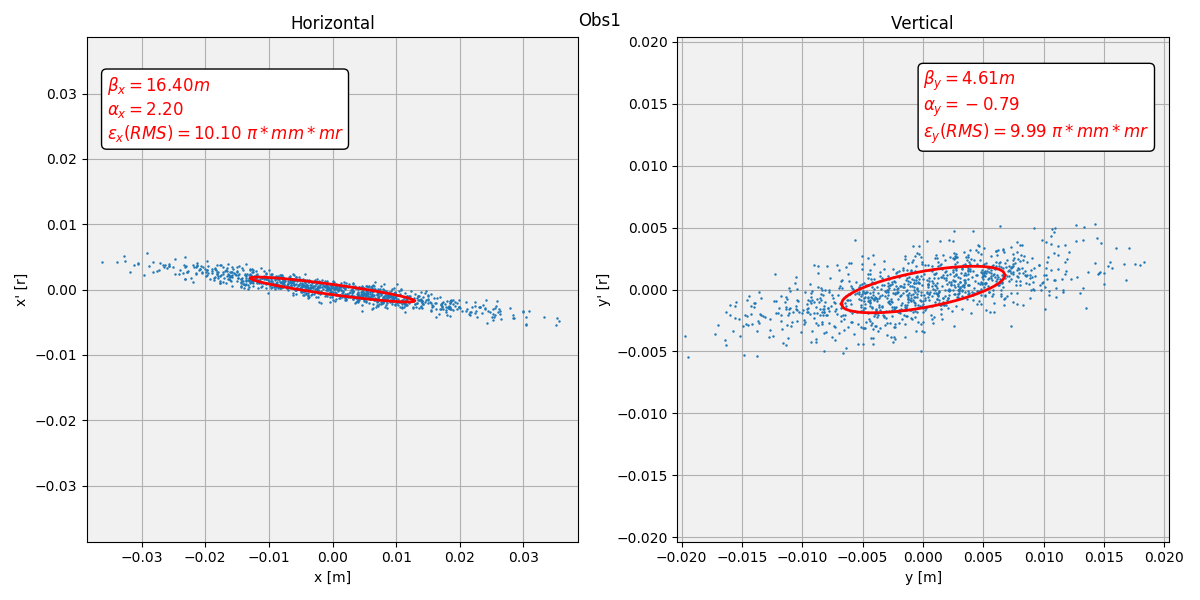 Obs1
Horizontal
βx = 16.40m
αx = 2.20
εx(RMS) = 10.10 π * mm * mr
0.03
0.02
0.01
0.00
−0.01
−0.02
−0.03
x' [r]
−0.03 −0.02 −0.01 0.00 0.01 0.02 0.03
x [m]
Vertical
βy = 4.61m
αy = −0.79
εy(RMS) = 9.99 π * mm * mr
0.020
0.015
0.010
0.005
0.000
−0.005
−0.010
−0.015
−0.020
y' [r]
−0.020 −0.015 −0.010 −0.005 0.000 0.005 0.010 0.015 0.020
y [m]